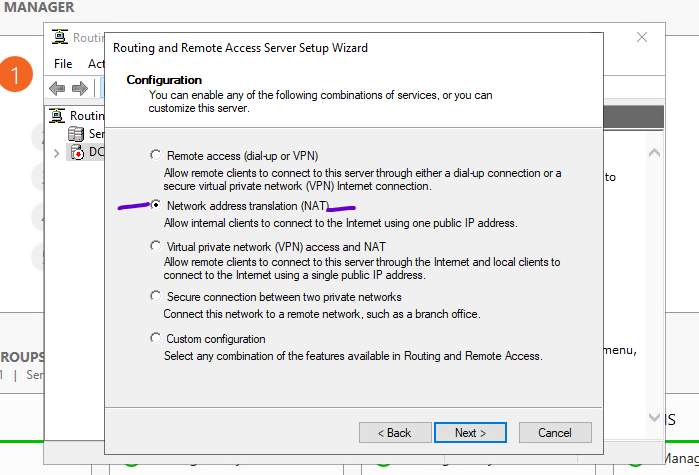 MANAGER
Routin
1
File Act
Routing and Remote Access Server Setup Wizard
Configuration
You can enable any of the following combinations of services, or you can
customize this server.
Routin
Ser
DC
to
Remote access (dial-up or VPN)
Allow remote clients to connect to this server through either a dial-up connection or a
secure virtual private network (VPN) Internet connection.
Network address translation (NAT)
Allow internal clients to connect to the Internet using one public IP address.
Virtual private network (VPN) access and NAT
Allow remote clients to connect to this server through the Internet and local clients to
connect to the Internet using a single public IP address.
Secure connection between two private networks
Connect this network to a remote network, such as a branch office.
Custom configuration
Select any combination of the features available in Routing and Remote Access.
menu,
ROUPS
1 | Ser
< Back Next > Cancel
IS
Manag